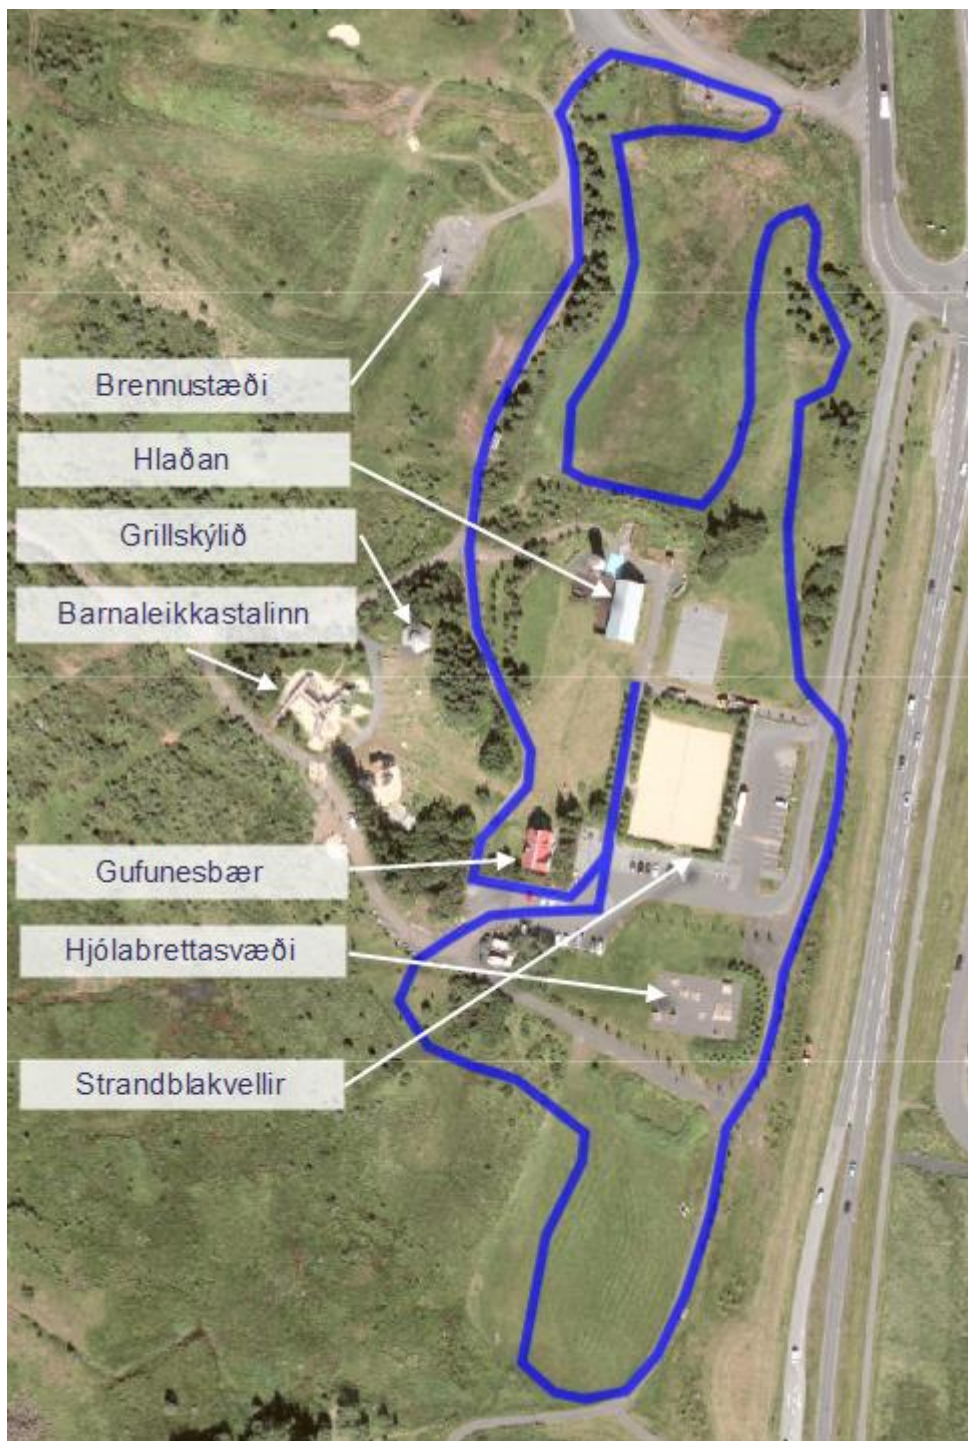 Brennustæði
Hlaðan
Grillskýlið
Barnaleikkastalinn
Gufunesbær
Hjólabrettasvæði
Strandblakvellir